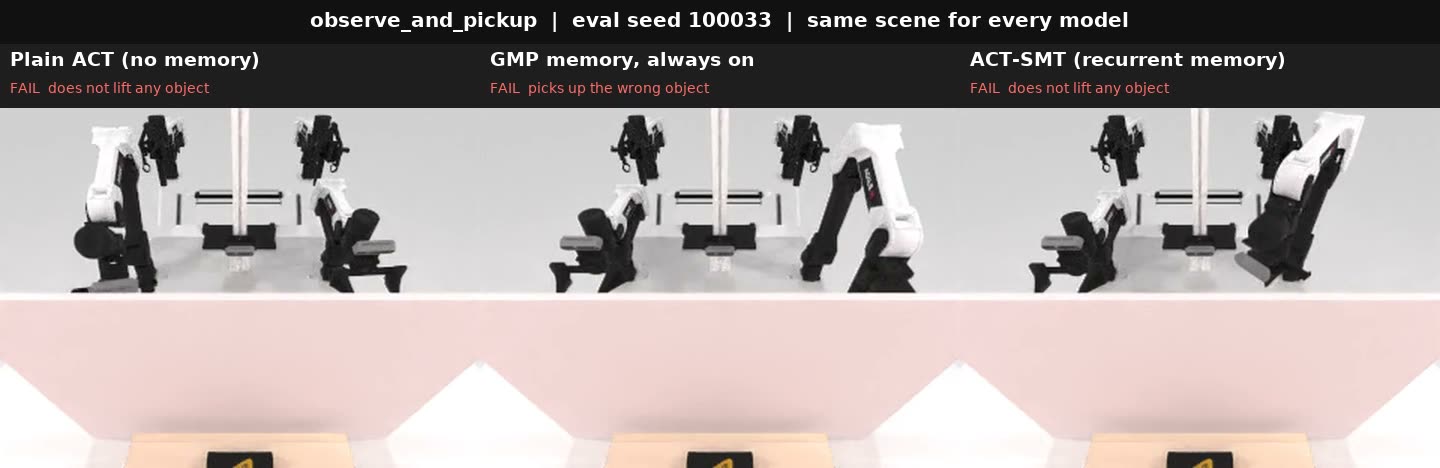 observe_and_pickup | eval seed 100033 | same scene for every model
Plain ACT (no memory)
FAIL does not lift any object
GMP memory, always on
FAIL picks up the wrong object
ACT-SMT (recurrent memory)
FAIL does not lift any object